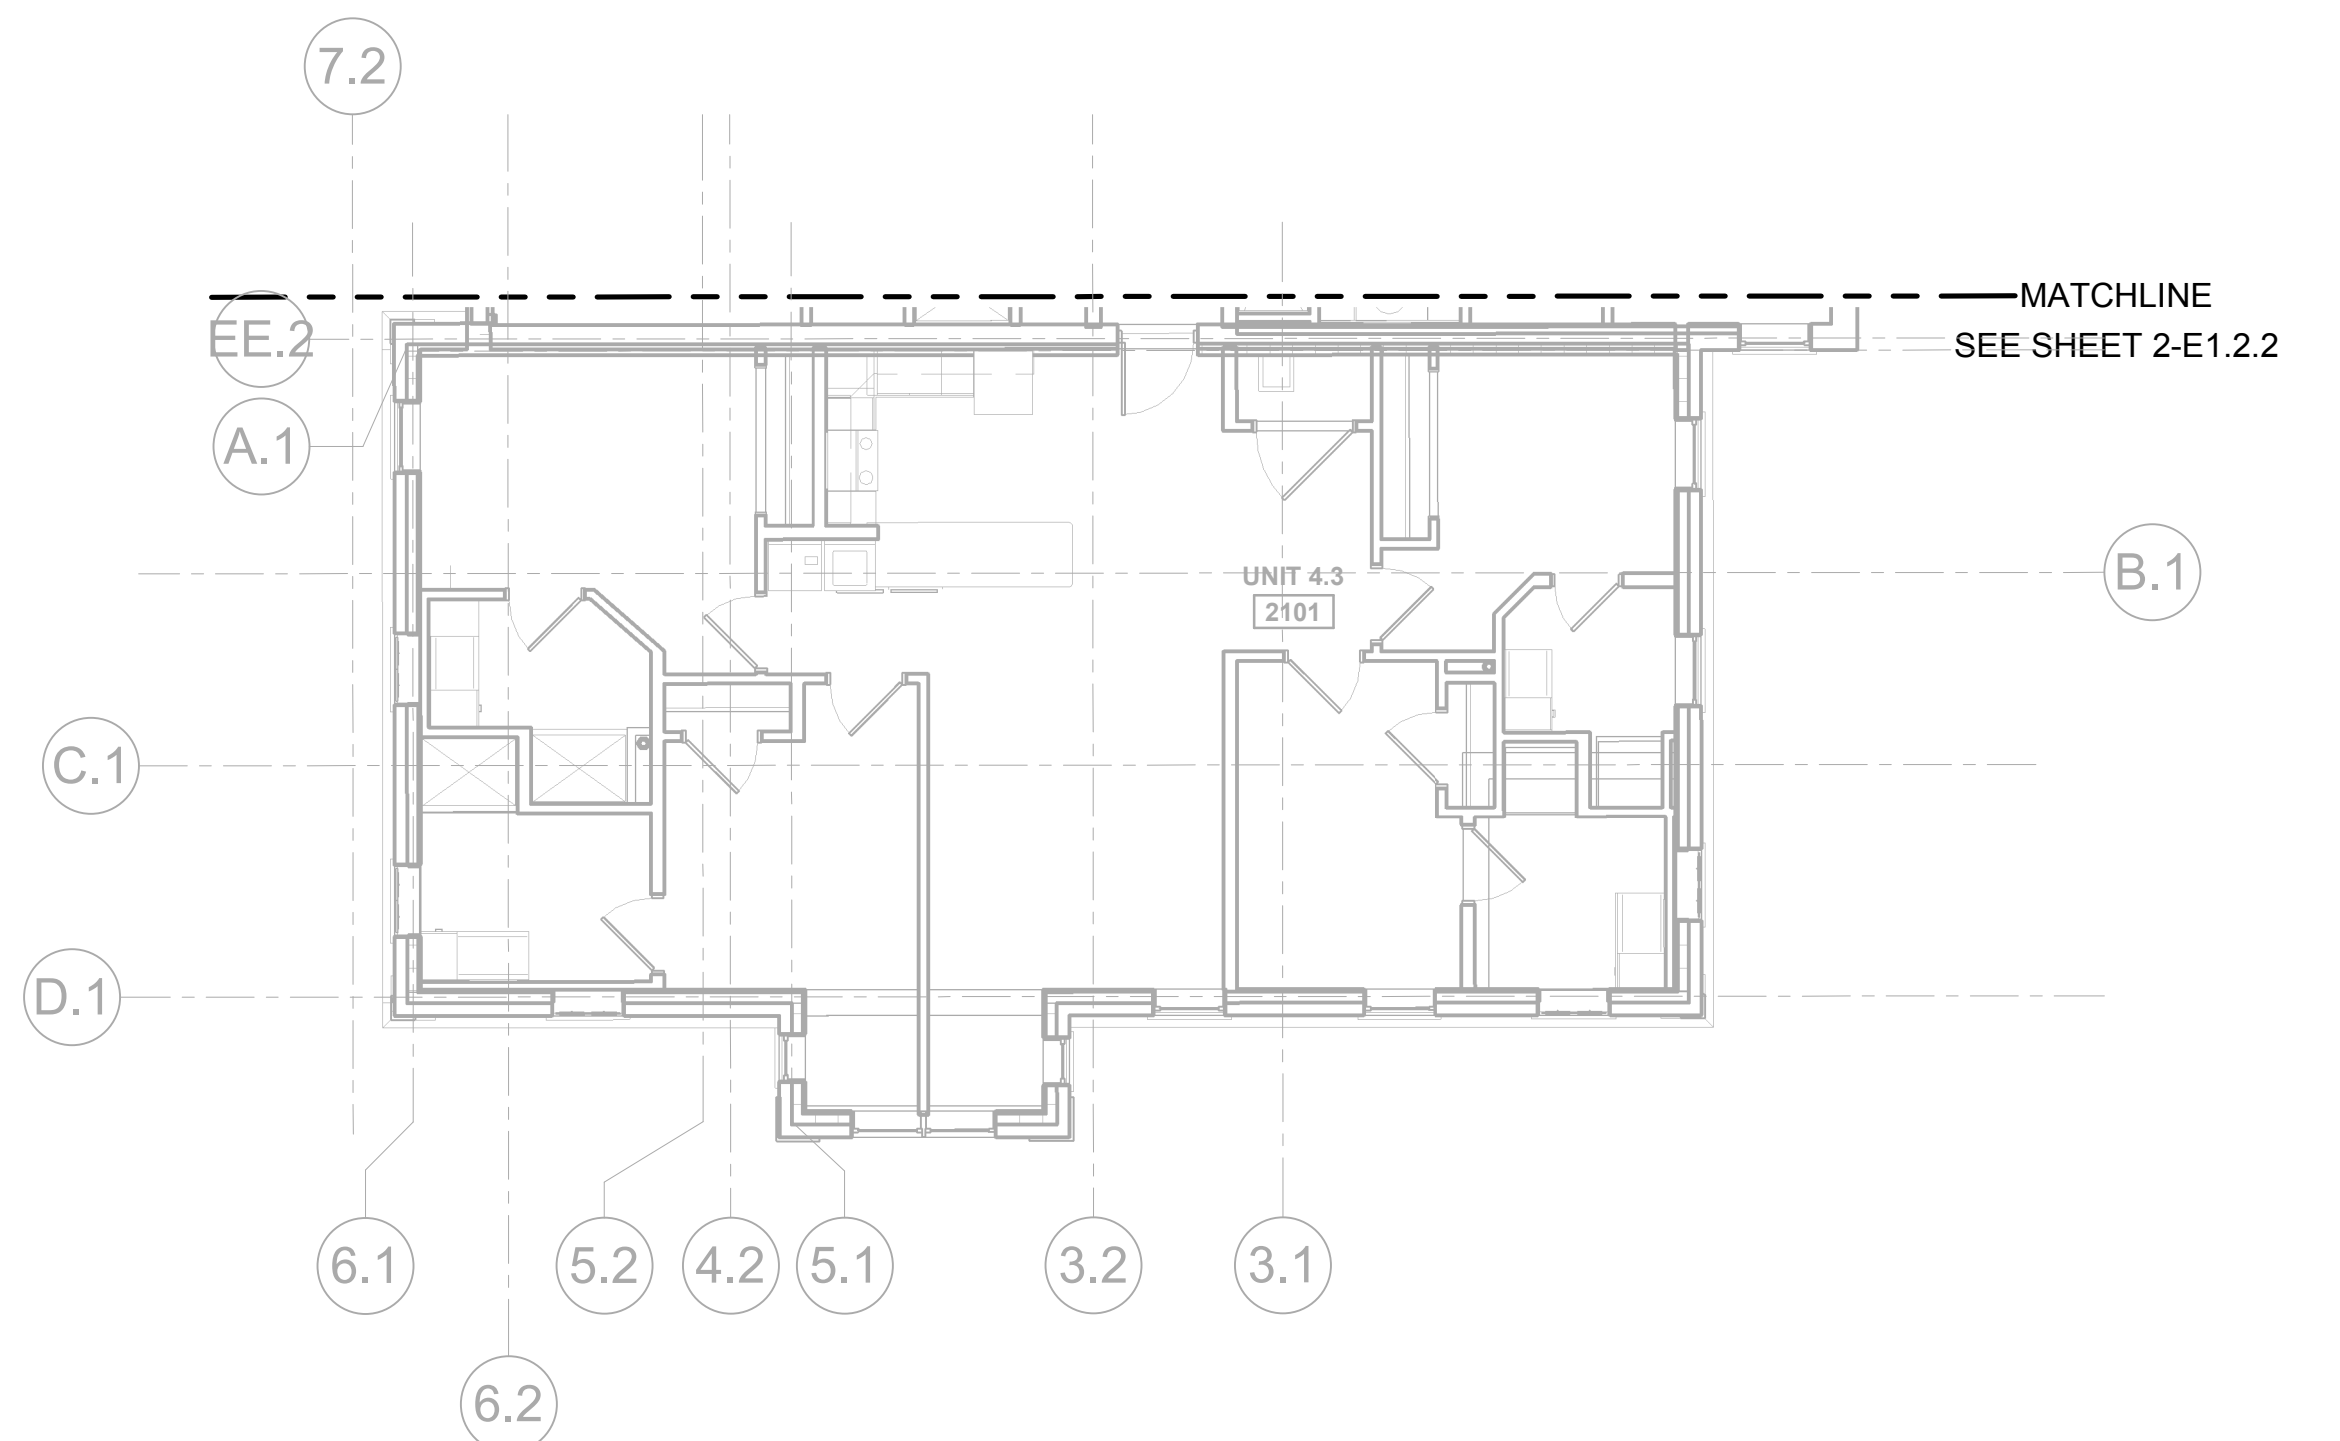 7.2
MATCHLINE
EE.2
SEE SHEET 2-E1.2.2
A.1
UNIT 4.3
B.1
2101
C.1
D.1
6.1
5.2
4.2
5.1
3.2
3.1
6.2